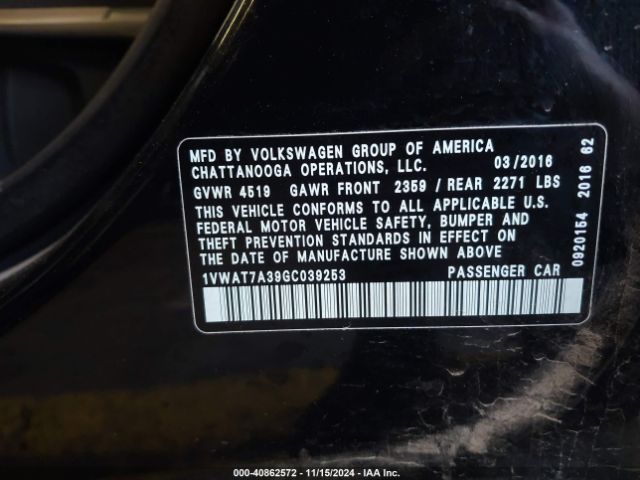 MFD BY VOLKSWAGEN GROUP OF AMERICA
CHATTANOOGA OPERATIONS, LLC. 03/2016
GVWR 4519 GAWR FRONT 2359 / REAR 2271 LBS
THIS VEHICLE CONFORMS TO ALL APPLICABLE U.S.
FEDERAL MOTOR VEHICLE SAFETY, BUMPER AND
THEFT PREVENTION STANDARDS IN EFFECT ON
THE DATE OF MANUFACTURE SHOWN ABOVE
1VWAT7A39GC039253 PASSENGER CAR
0920154 2016 62
000-40862572 - 11/15/2024 - IAA Inc.